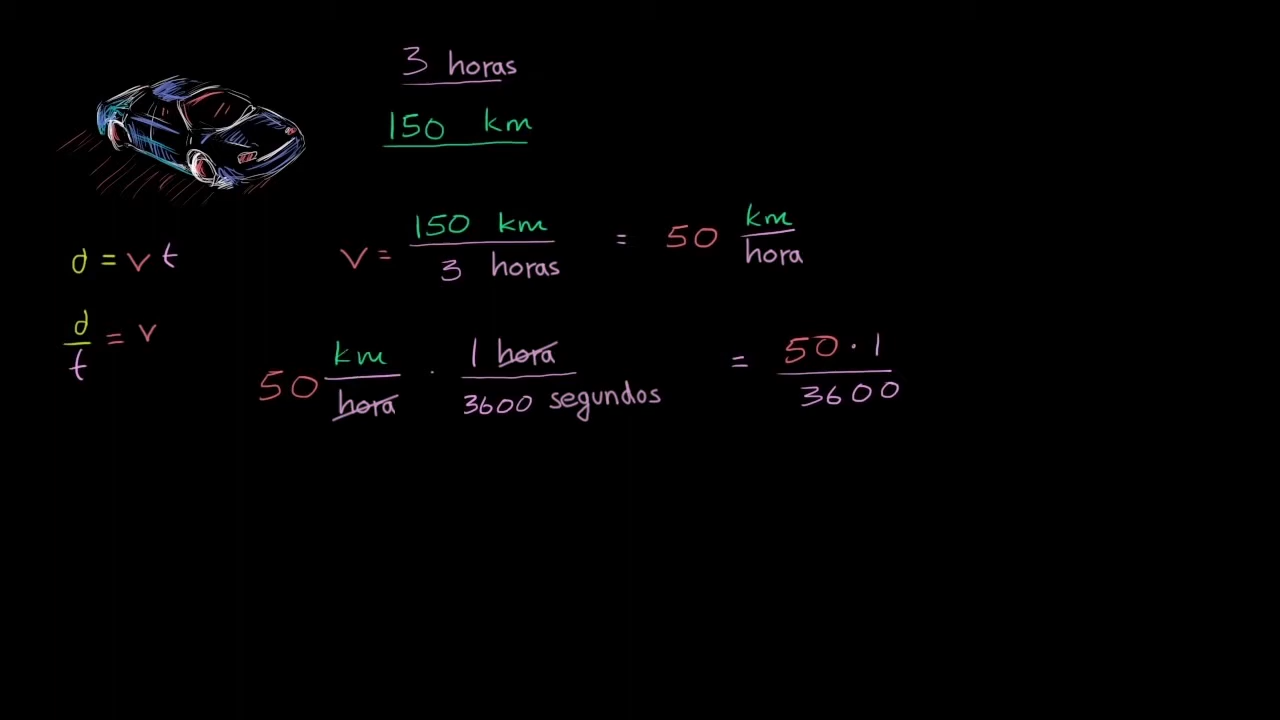 3 horas
150 km
d = v t
v = 150 km / 3 horas = 50 km / hora
d / t = v
50 km / hora · 1 hora / 3600 segundos = 50 · 1 / 3600